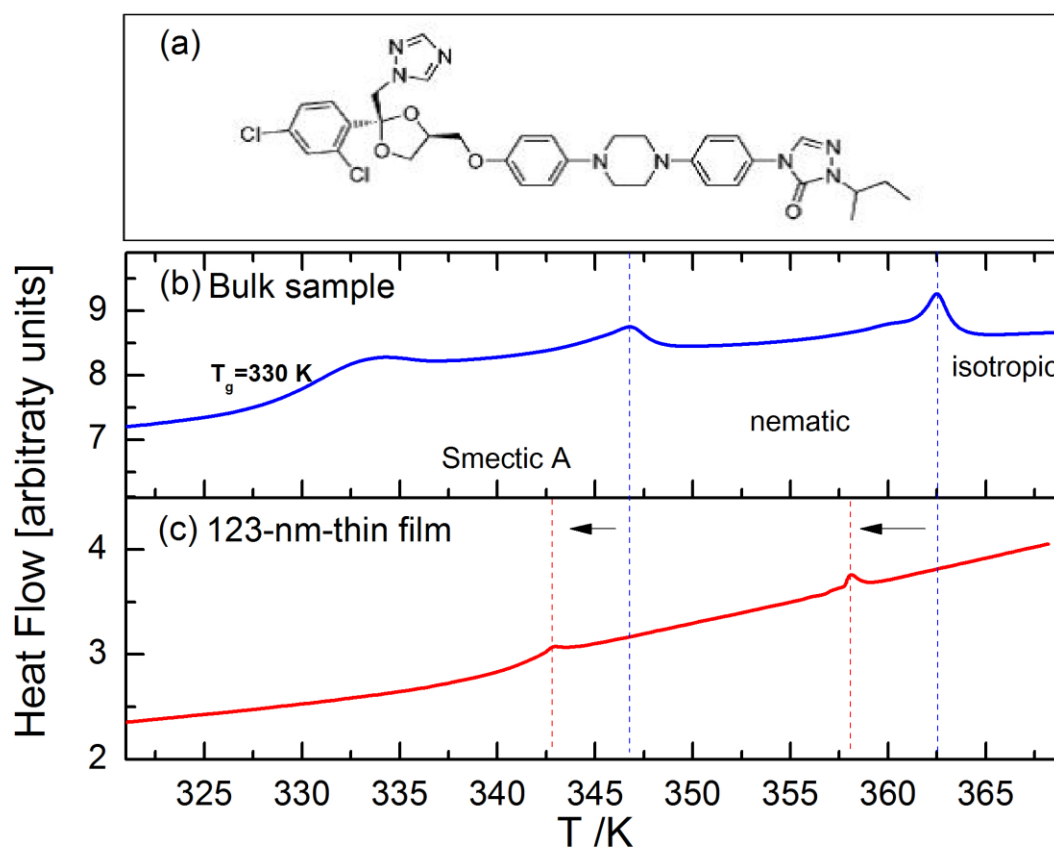 (a)
N
N
N
Cl
Cl
O
O
O
N
N
N
N
N
O
(b) Bulk sample
T_g=330 K
isotropic
nematic
Smectic A
(c) 123-nm-thin film
Heat Flow [arbitraty units]
9
8
7
4
3
2
325 330 335 340 345 350 355 360 365
T /K